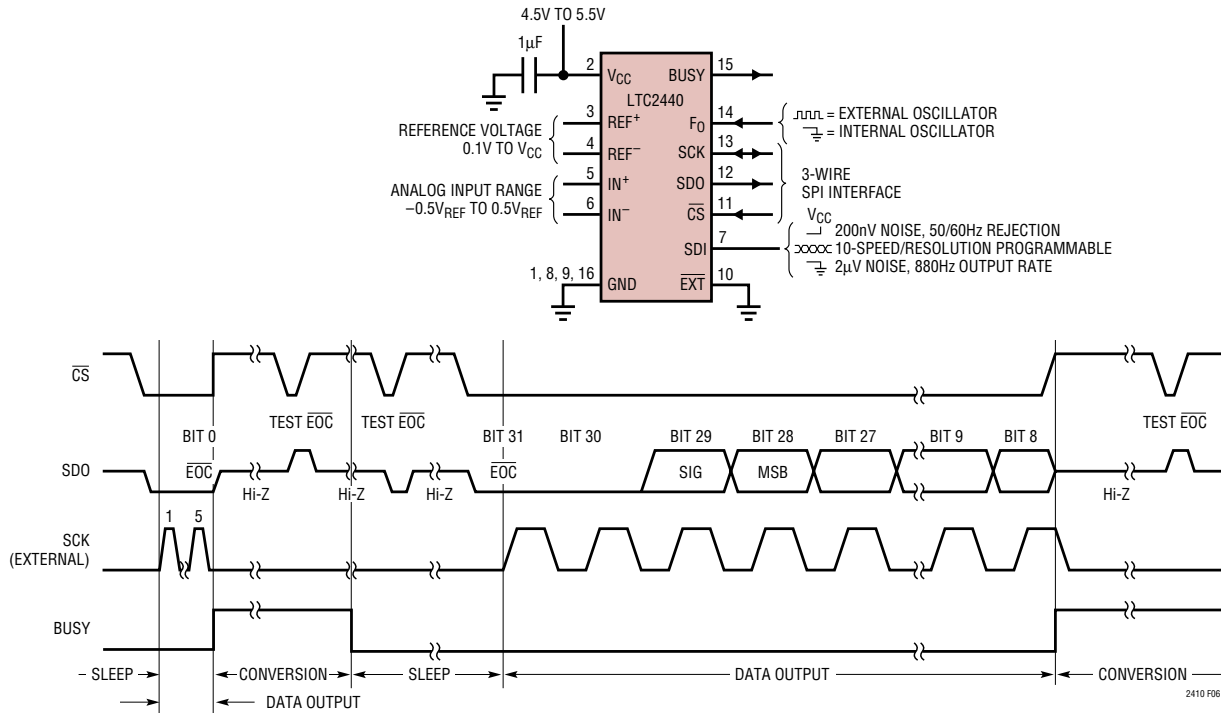 4.5V TO 5.5V
1µF
2 VCC BUSY 15
LTC2440
REFERENCE VOLTAGE
0.1V TO VCC
3 REF+ FO 14
= EXTERNAL OSCILLATOR
= INTERNAL OSCILLATOR
4 REF− SCK 13
ANALOG INPUT RANGE
−0.5VREF TO 0.5VREF
5 IN+ SDO 12
3-WIRE
SPI INTERFACE
6 IN− CS 11
SDI 7
VCC
200nV NOISE, 50/60Hz REJECTION
10-SPEED/RESOLUTION PROGRAMMABLE
2µV NOISE, 880Hz OUTPUT RATE
1, 8, 9, 16 GND EXT 10
CS
TEST EOC TEST EOC TEST EOC
BIT 0 BIT 31 BIT 30 BIT 29 BIT 28 BIT 27 BIT 9 BIT 8
SDO EOC EOC SIG MSB
Hi-Z Hi-Z Hi-Z Hi-Z
1 5
SCK
(EXTERNAL)
BUSY
SLEEP CONVERSION SLEEP DATA OUTPUT CONVERSION
DATA OUTPUT
2410 F06